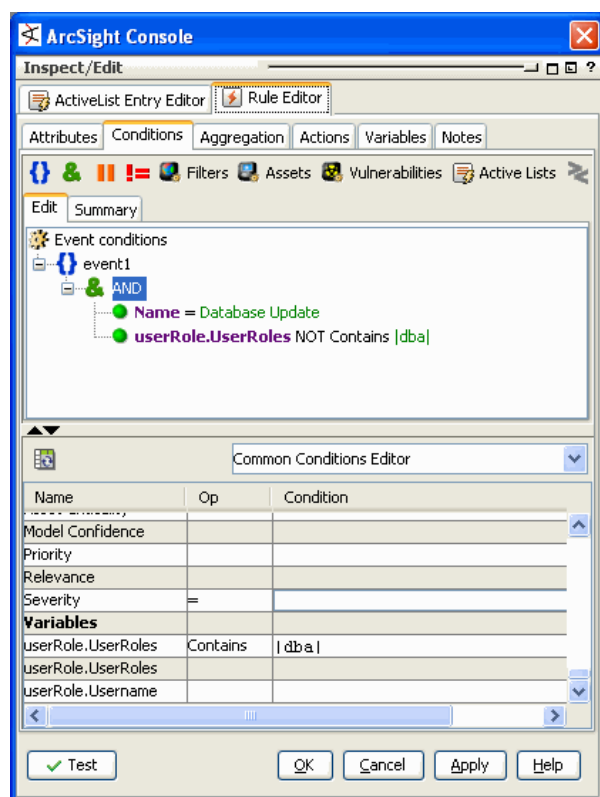 ArcSight Console
Inspect/Edit
ActiveList Entry Editor Rule Editor
Attributes Conditions Aggregation Actions Variables Notes
Filters Assets Vulnerabilities Active Lists
Edit Summary
Event conditions
event1
AND
Name = Database Update
userRole.UserRoles NOT Contains |dba|
Common Conditions Editor
Name Op Condition
Model Confidence
Priority
Relevance
Severity =
Variables
userRole.UserRoles Contains |dba|
userRole.UserRoles
userRole.Username
Test OK Cancel Apply Help